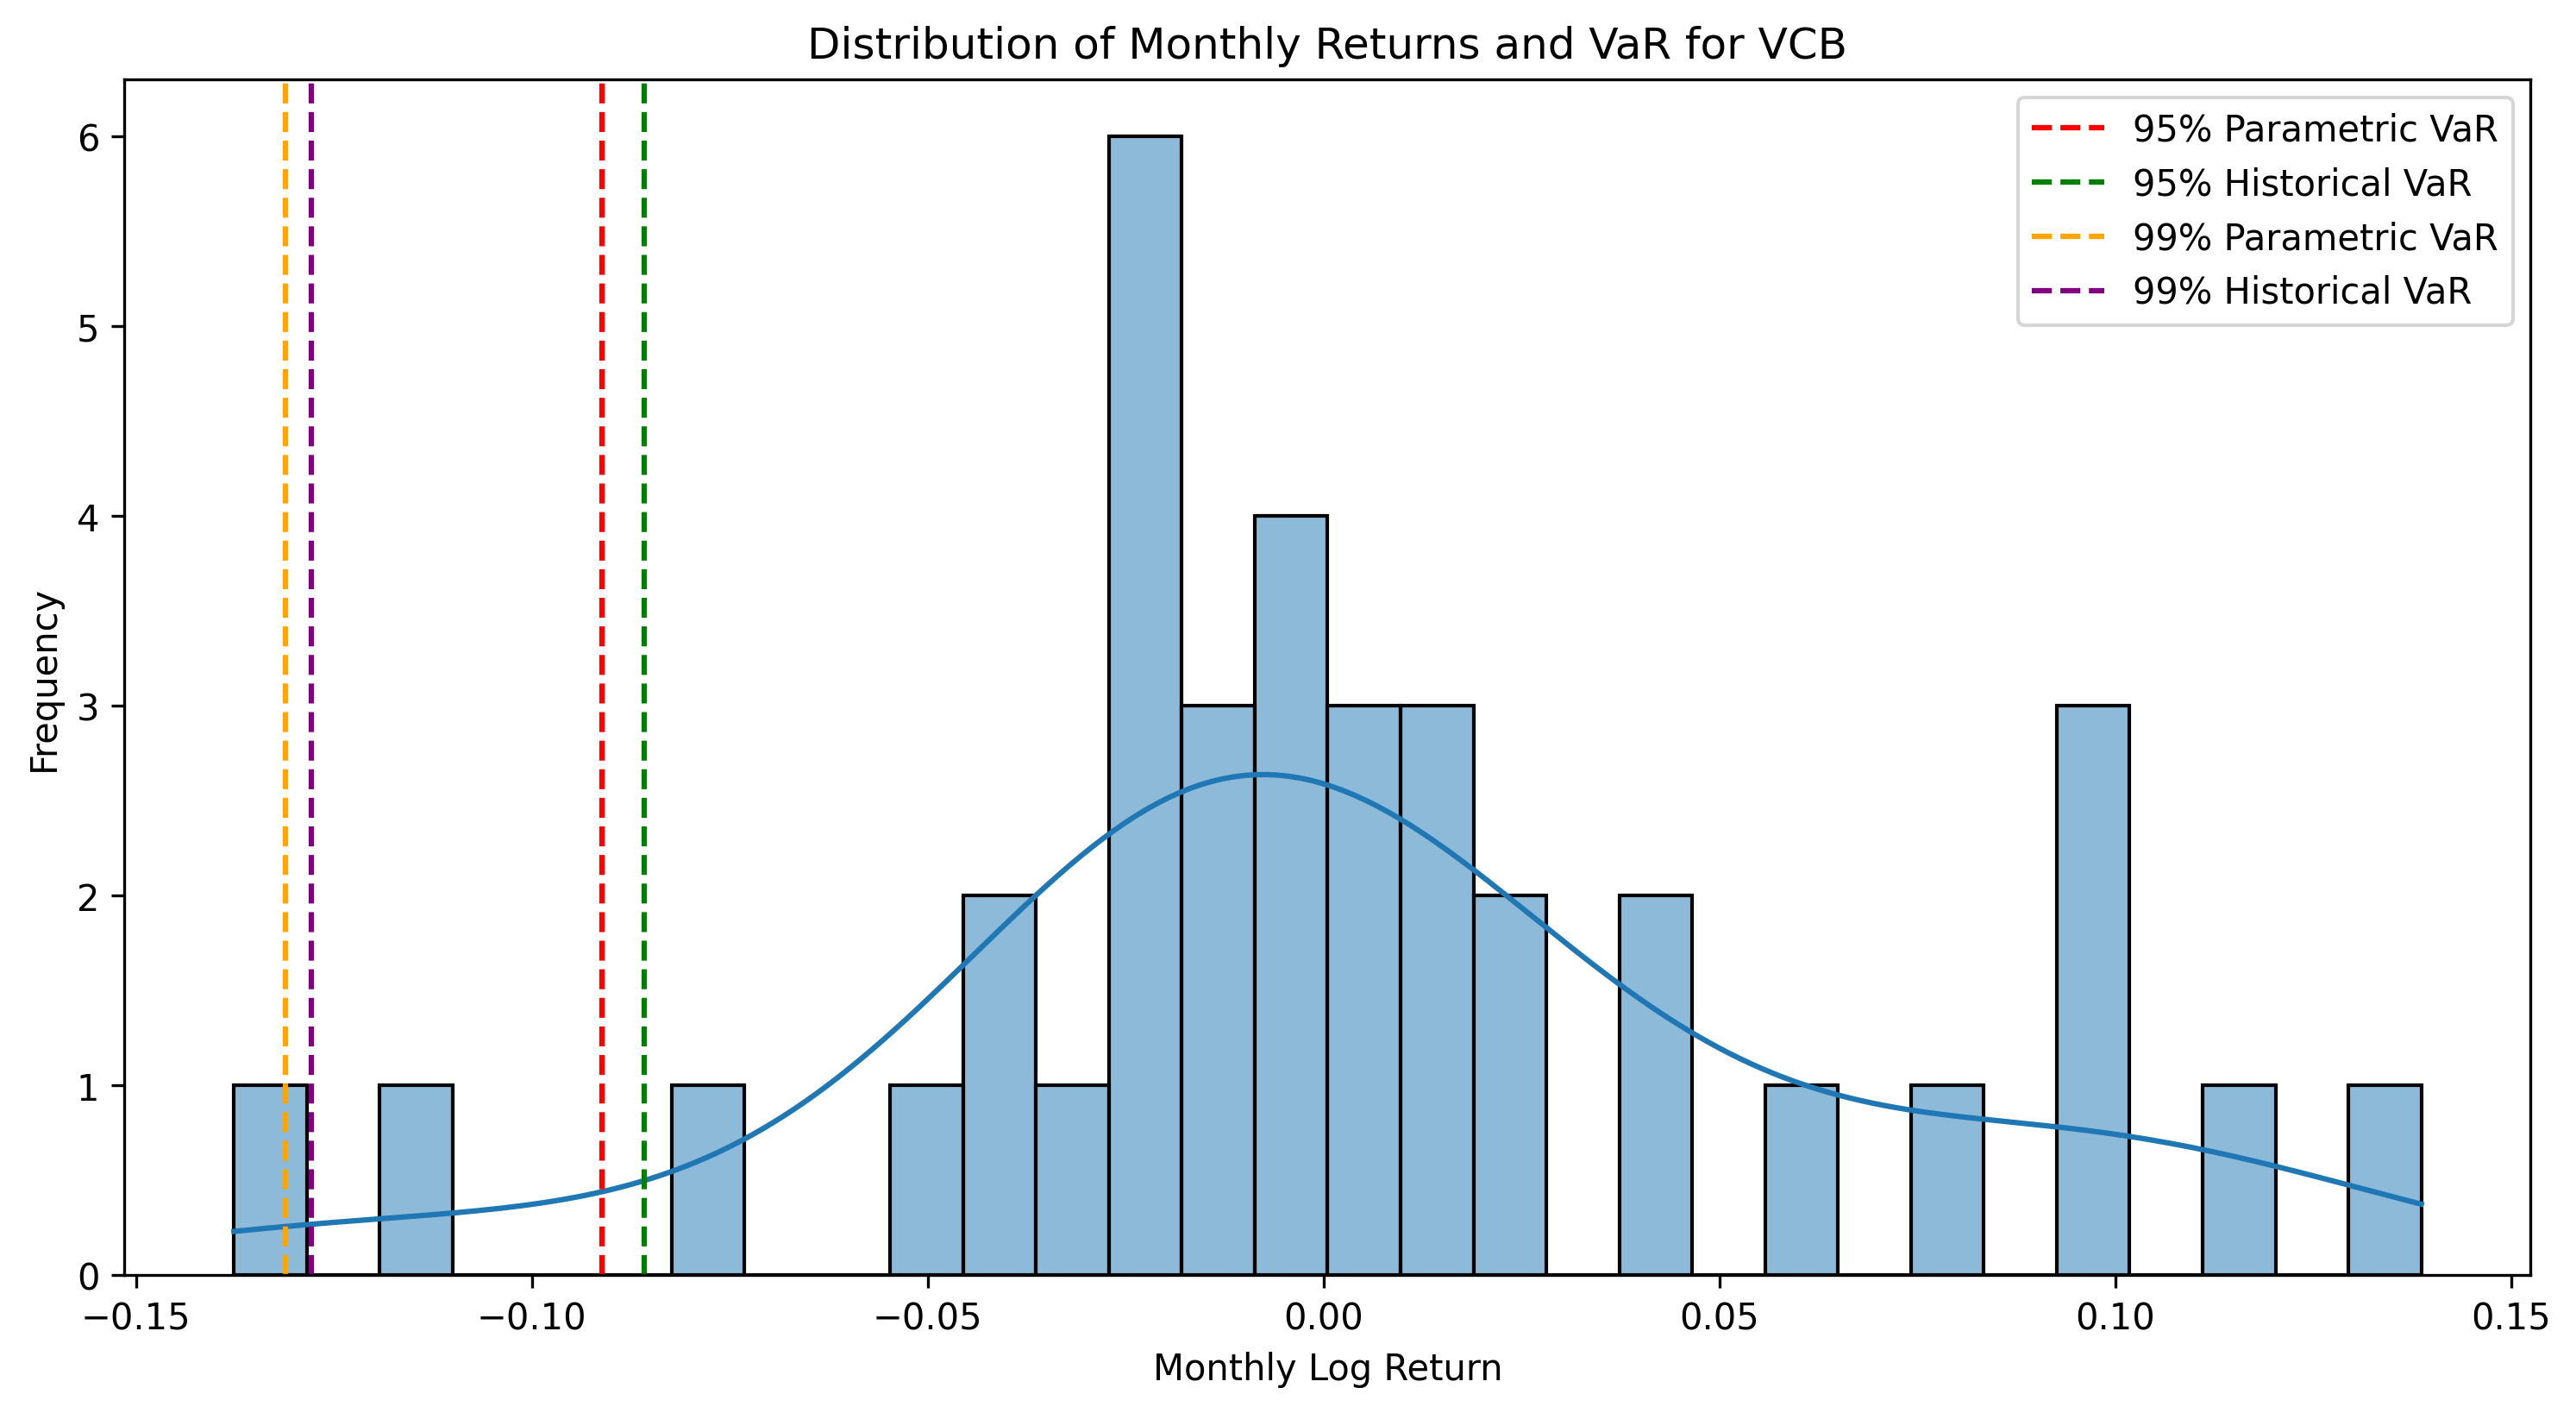 Distribution of Monthly Returns and VaR for VCB
95% Parametric VaR
95% Historical VaR
99% Parametric VaR
99% Historical VaR
Frequency
6
5
4
3
2
1
0
−0.15
−0.10
−0.05
0.00
0.05
0.10
0.15
Monthly Log Return